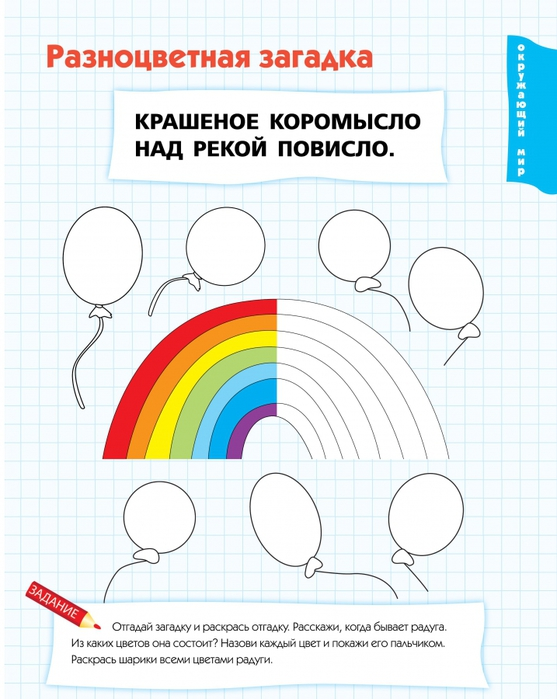 Разноцветная загадка
окружающий мир
КРАШЕНОЕ КОРОМЫСЛО
НАД РЕКОЙ ПОВИСЛО.
ЗАДАНИЕ
Отгадай загадку и раскрась отгадку. Расскажи, когда бывает радуга.
Из каких цветов она состоит? Назови каждый цвет и покажи его пальчиком.
Раскрась шарики всеми цветами радуги.